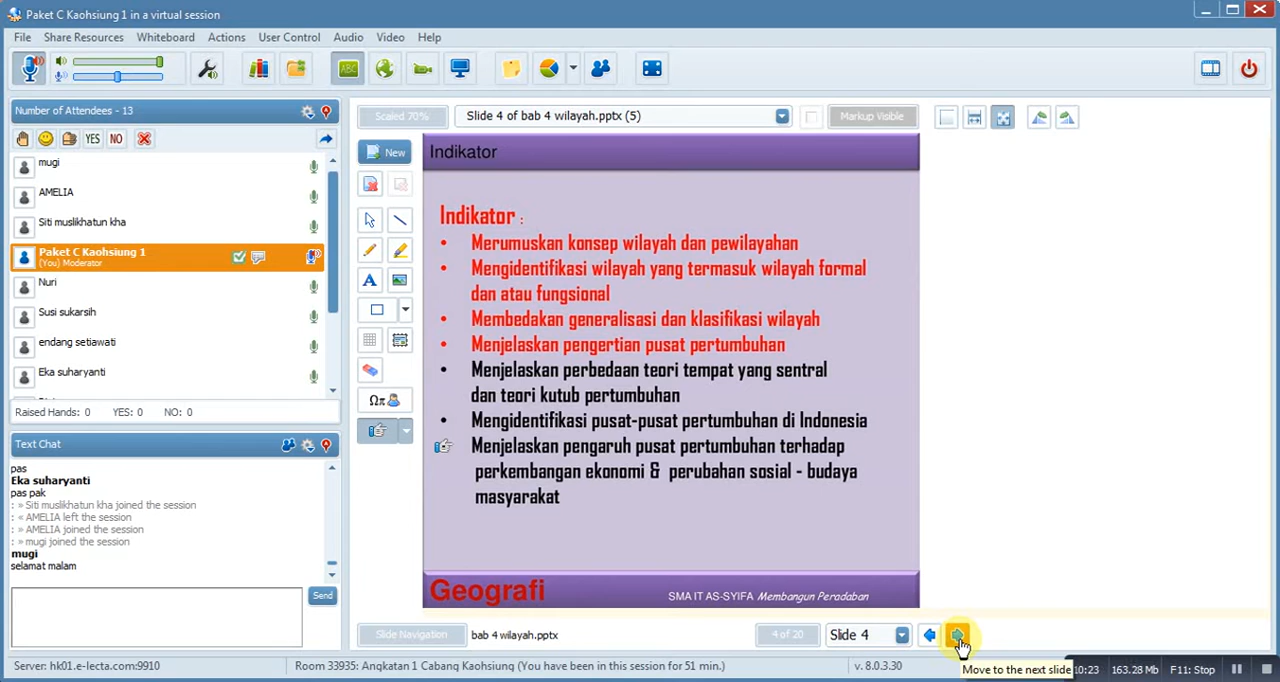 Paket C Kaohsiung 1 in a virtual session
File Share Resources Whiteboard Actions User Control Audio Video Help
Number of Attendees - 13
YES NO
mugi
AMELIA
Siti muslikhatun kha
Paket C Kaohsiung 1
(You) Moderator
Nuri
Susi sukarsih
endang setiawati
Eka suharyanti
Raised Hands: 0 YES: 0 NO: 0
Text Chat
pas
Eka suharyanti
pas pak
: » Siti muslikhatun kha joined the session
: « AMELIA left the session
: » AMELIA joined the session
: » mugi joined the session
mugi
selamat malam
Send
ABC
Scaled 70%
Slide 4 of bab 4 wilayah.pptx (5)
Markup Visible
New
A
Ωπ
Indikator
Indikator :
• Merumuskan konsep wilayah dan pewilayahan
• Mengidentifikasi wilayah yang termasuk wilayah formal
dan atau fungsional
• Membedakan generalisasi dan klasifikasi wilayah
• Menjelaskan pengertian pusat pertumbuhan
• Menjelaskan perbedaan teori tempat yang sentral
dan teori kutub pertumbuhan
• Mengidentifikasi pusat-pusat pertumbuhan di Indonesia
Menjelaskan pengaruh pusat pertumbuhan terhadap
perkembangan ekonomi & perubahan sosial - budaya
masyarakat
Geografi
SMA IT AS-SYIFA Membangun Peradaban
Slide Navigation
bab 4 wilayah.pptx
4 of 20
Slide 4
Move to the next slide
Server: hk01.e-lecta.com:9910
Room 33935: Angkatan 1 Cabang Kaohsiung (You have been in this session for 51 min.)
v. 8.0.3.30
10:23
163.28 Mb
F11: Stop